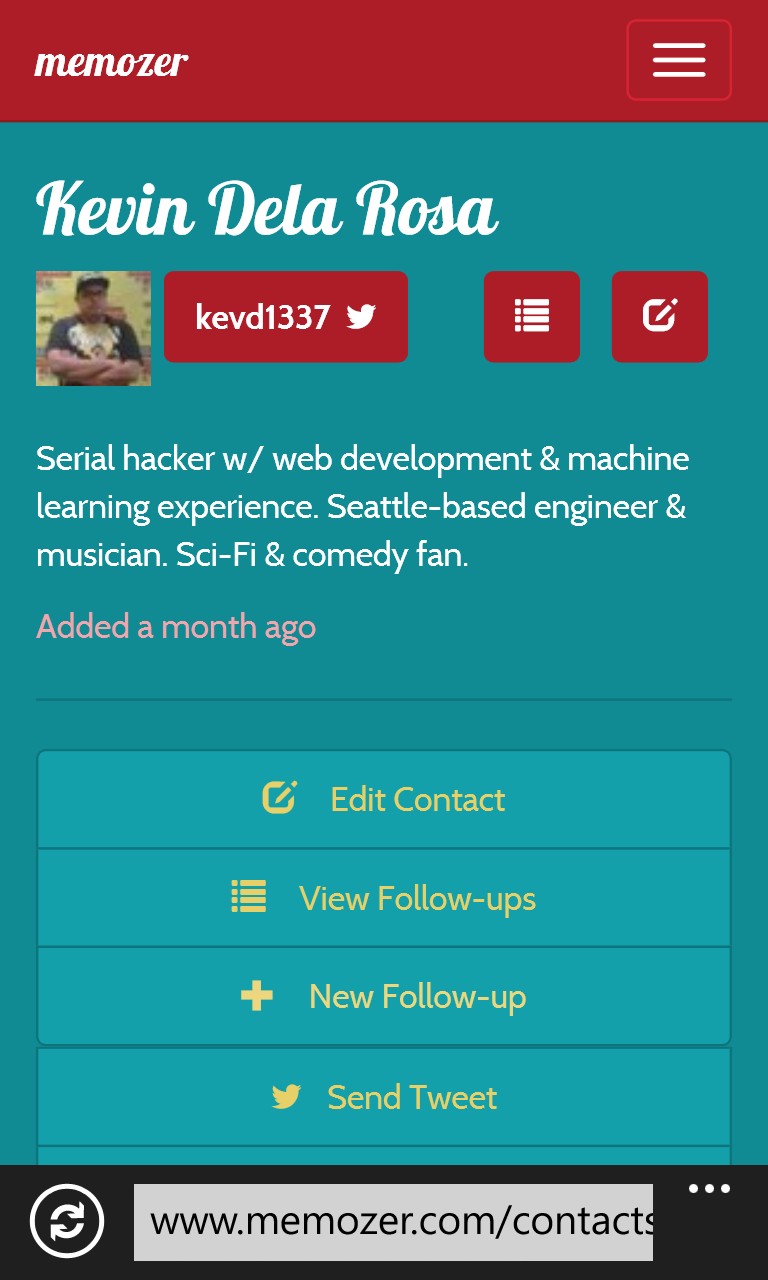 memozer
Kevin Dela Rosa
kevd1337
Serial hacker w/ web development & machine
learning experience. Seattle-based engineer &
musician. Sci-Fi & comedy fan.
Added a month ago
Edit Contact
View Follow-ups
New Follow-up
Send Tweet
www.memozer.com/contacts